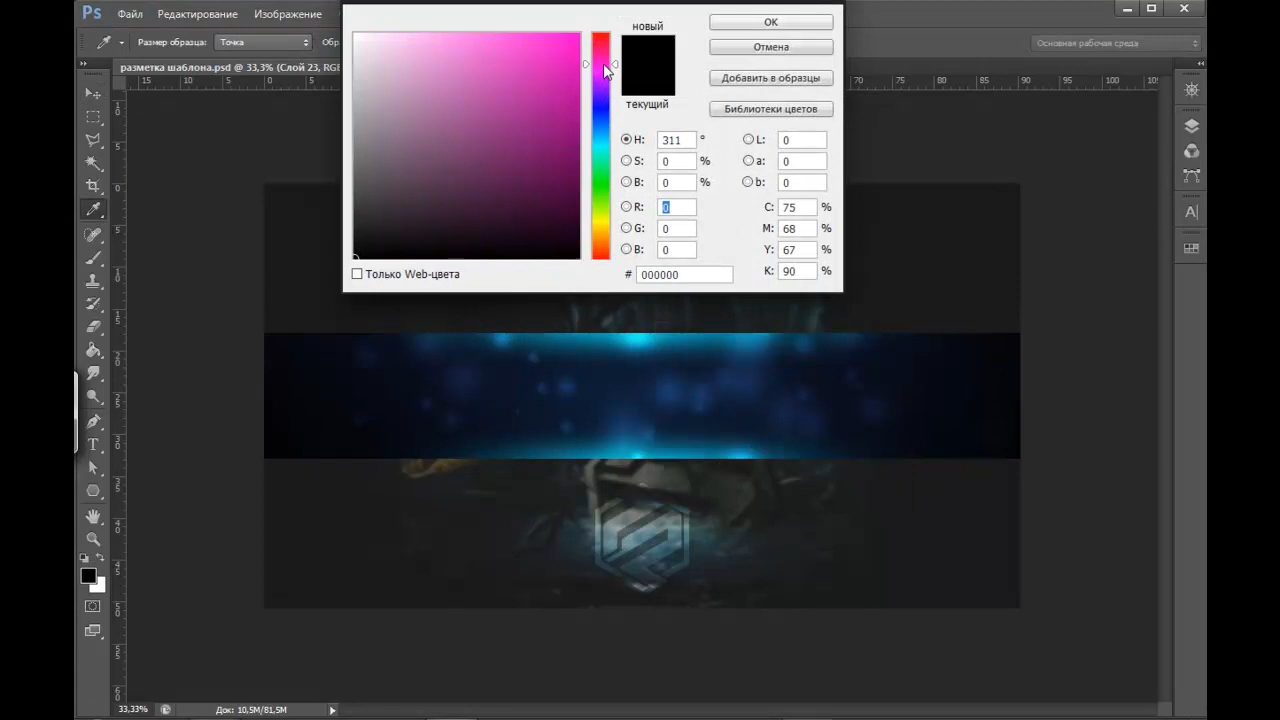 Ps Файл Редактирование Изображение
новый
OK
Размер образца: Точка
Основная рабочая среда
Отмена
разметка шаблона.psd @ 33,3% (Слой 23, RGB
Добавить в образцы
текущий
Библиотеки цветов
H: 311 °
L: 0
S: 0 %
a: 0
B: 0 %
b: 0
R: 0
C: 75 %
G: 0
M: 68 %
B: 0
Y: 67 %
Только Web-цвета
# 000000
K: 90 %
33,33%
Док: 10,5M/81,5M